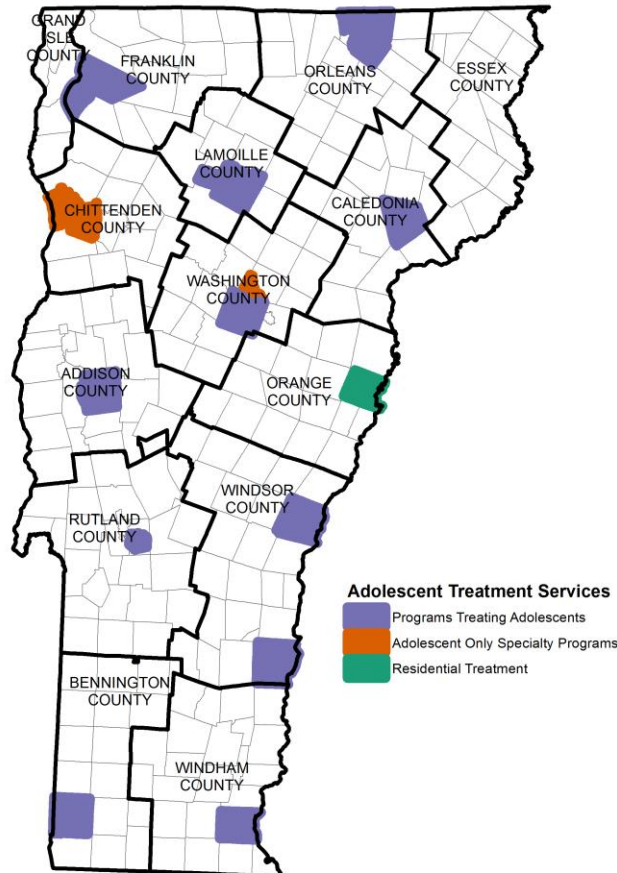 GRAND
ISLE
COUNTY
FRANKLIN
COUNTY
ORLEANS
COUNTY
ESSEX
COUNTY
LAMOILLE
COUNTY
CALEDONIA
COUNTY
CHITTENDEN
COUNTY
WASHINGTON
COUNTY
ADDISON
COUNTY
ORANGE
COUNTY
WINDSOR
COUNTY
RUTLAND
COUNTY
Adolescent Treatment Services
Programs Treating Adolescents
Adolescent Only Specialty Programs
Residential Treatment
BENNINGTON
COUNTY
WINDHAM
COUNTY